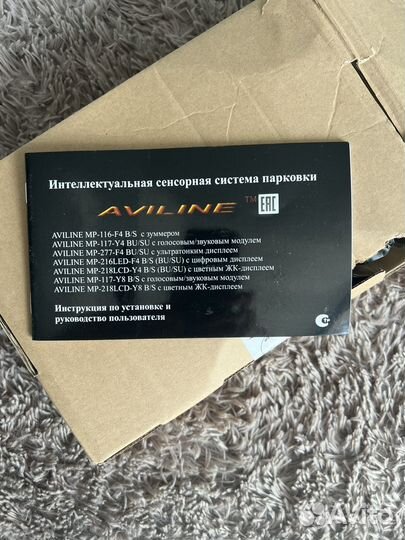 Интеллектуальная сенсорная система парковки
AVILINE TM EAC
AVILINE MP-116-F4 B/S с зуммером
AVILINE MP-117-Y4 BU/SU с голосовым/звуковым модулем
AVILINE MP-277-F4 BU/SU с ультратонким дисплеем
AVILINE MP-216LED-F4 B/S (BU/SU) с цифровым дисплеем
AVILINE MP-218LCD-Y4 B/S (BU/SU) с цветным ЖК-дисплеем
AVILINE MP-117-Y8 B/S с голосовым/звуковым модулем
AVILINE MP-218LCD-Y8 B/S с цветным ЖК-дисплеем
Инструкция по установке и
руководство пользователя
Avito